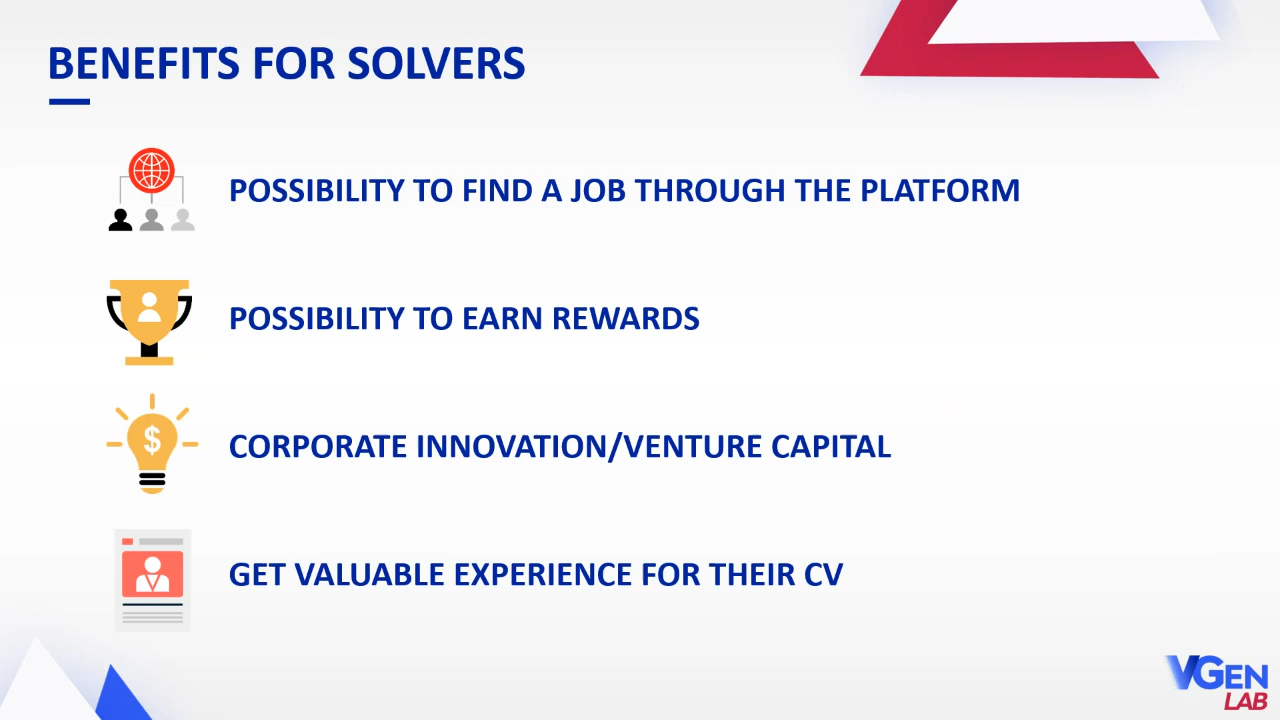 BENEFITS FOR SOLVERS
POSSIBILITY TO FIND A JOB THROUGH THE PLATFORM
POSSIBILITY TO EARN REWARDS
$
CORPORATE INNOVATION/VENTURE CAPITAL
GET VALUABLE EXPERIENCE FOR THEIR CV
VGEN
LAB